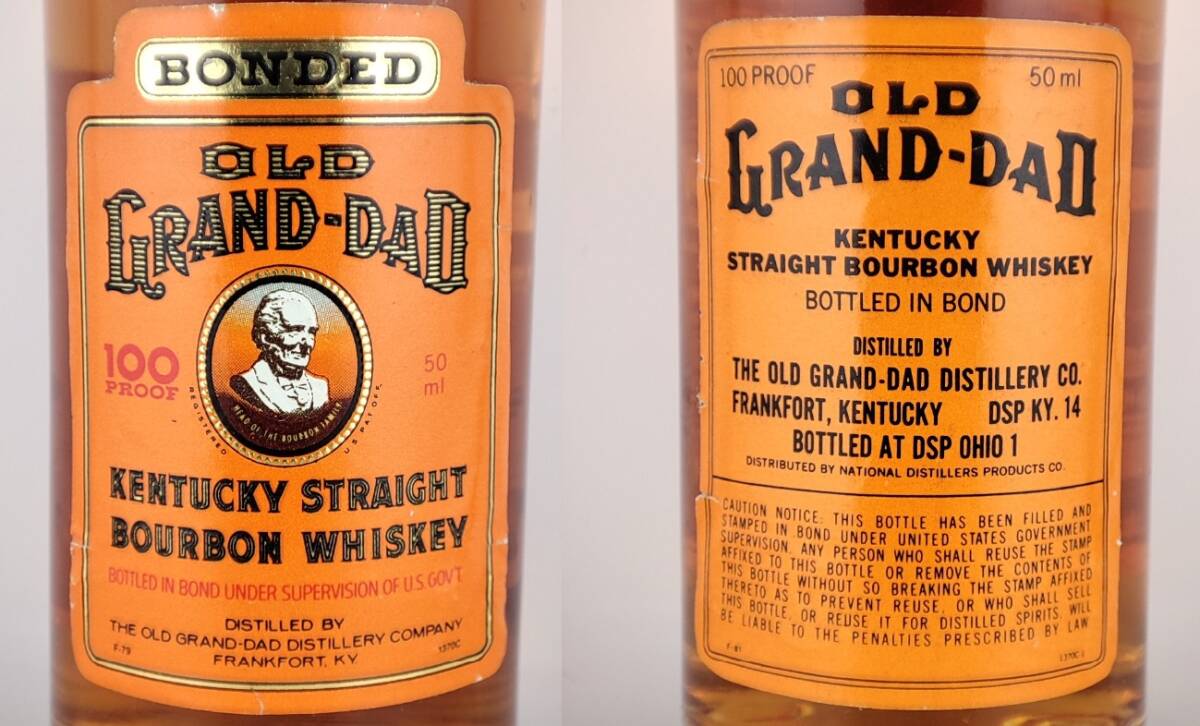 BONDED
OLD
GRAND-DAD
100
PROOF
50
ml
REGISTERED
HEAD OF THE BOURBON FAMILY
U.S. PAT. OFF.
KENTUCKY STRAIGHT
BOURBON WHISKEY
BOTTLED IN BOND UNDER SUPERVISION OF U.S. GOV'T.
DISTILLED BY
THE OLD GRAND-DAD DISTILLERY COMPANY
F-79
FRANKFORT, KY.
1370C
100 PROOF
50 ml
OLD
GRAND-DAD
KENTUCKY
STRAIGHT BOURBON WHISKEY
BOTTLED IN BOND
DISTILLED BY
THE OLD GRAND-DAD DISTILLERY CO.
FRANKFORT, KENTUCKY DSP KY. 14
BOTTLED AT DSP OHIO 1
DISTRIBUTED BY NATIONAL DISTILLERS PRODUCTS CO.
CAUTION NOTICE: THIS BOTTLE HAS BEEN FILLED AND
STAMPED IN BOND UNDER UNITED STATES GOVERNMENT
SUPERVISION. ANY PERSON WHO SHALL REUSE THE STAMP
AFFIXED TO THIS BOTTLE OR REMOVE THE CONTENTS OF
THIS BOTTLE WITHOUT SO BREAKING THE STAMP AFFIXED
THERETO AS TO PREVENT REUSE, OR WHO SHALL SELL
THIS BOTTLE, OR REUSE IT FOR DISTILLED SPIRITS, WILL
BE LIABLE TO THE PENALTIES PRESCRIBED BY LAW
F-81
1370C-1